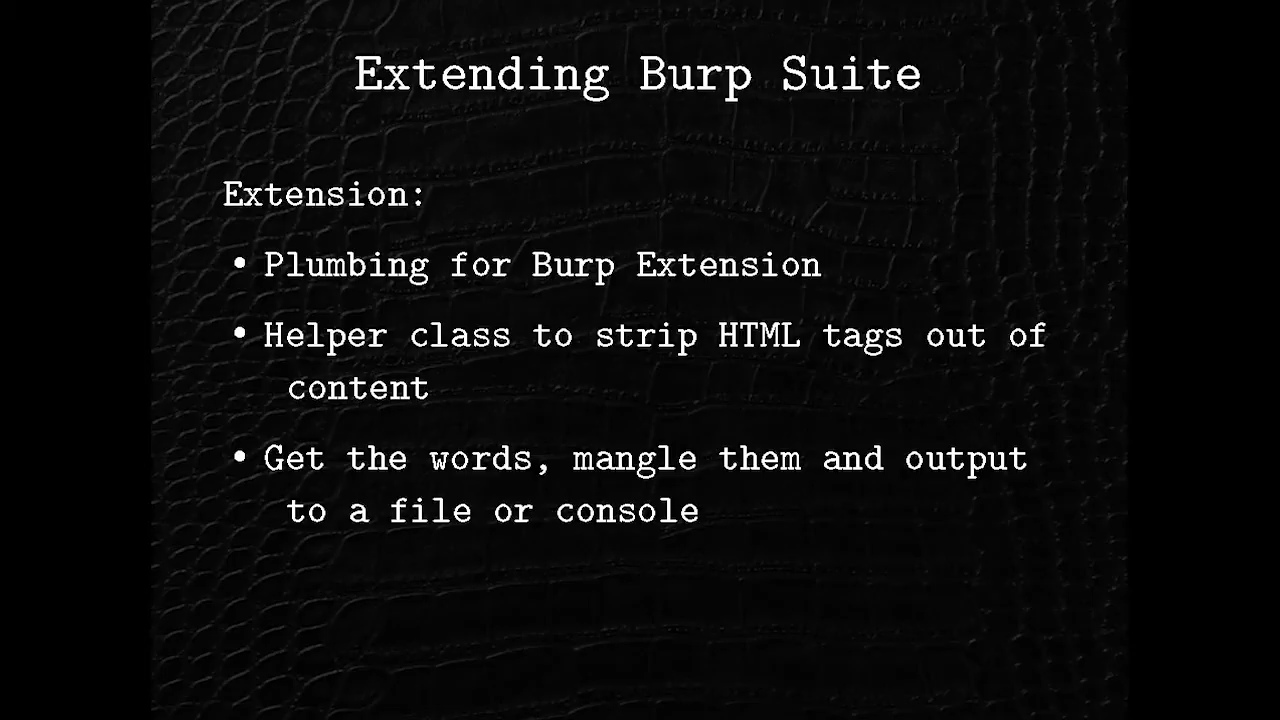 Extending Burp Suite
Extension:
• Plumbing for Burp Extension
• Helper class to strip HTML tags out of
content
• Get the words, mangle them and output
to a file or console